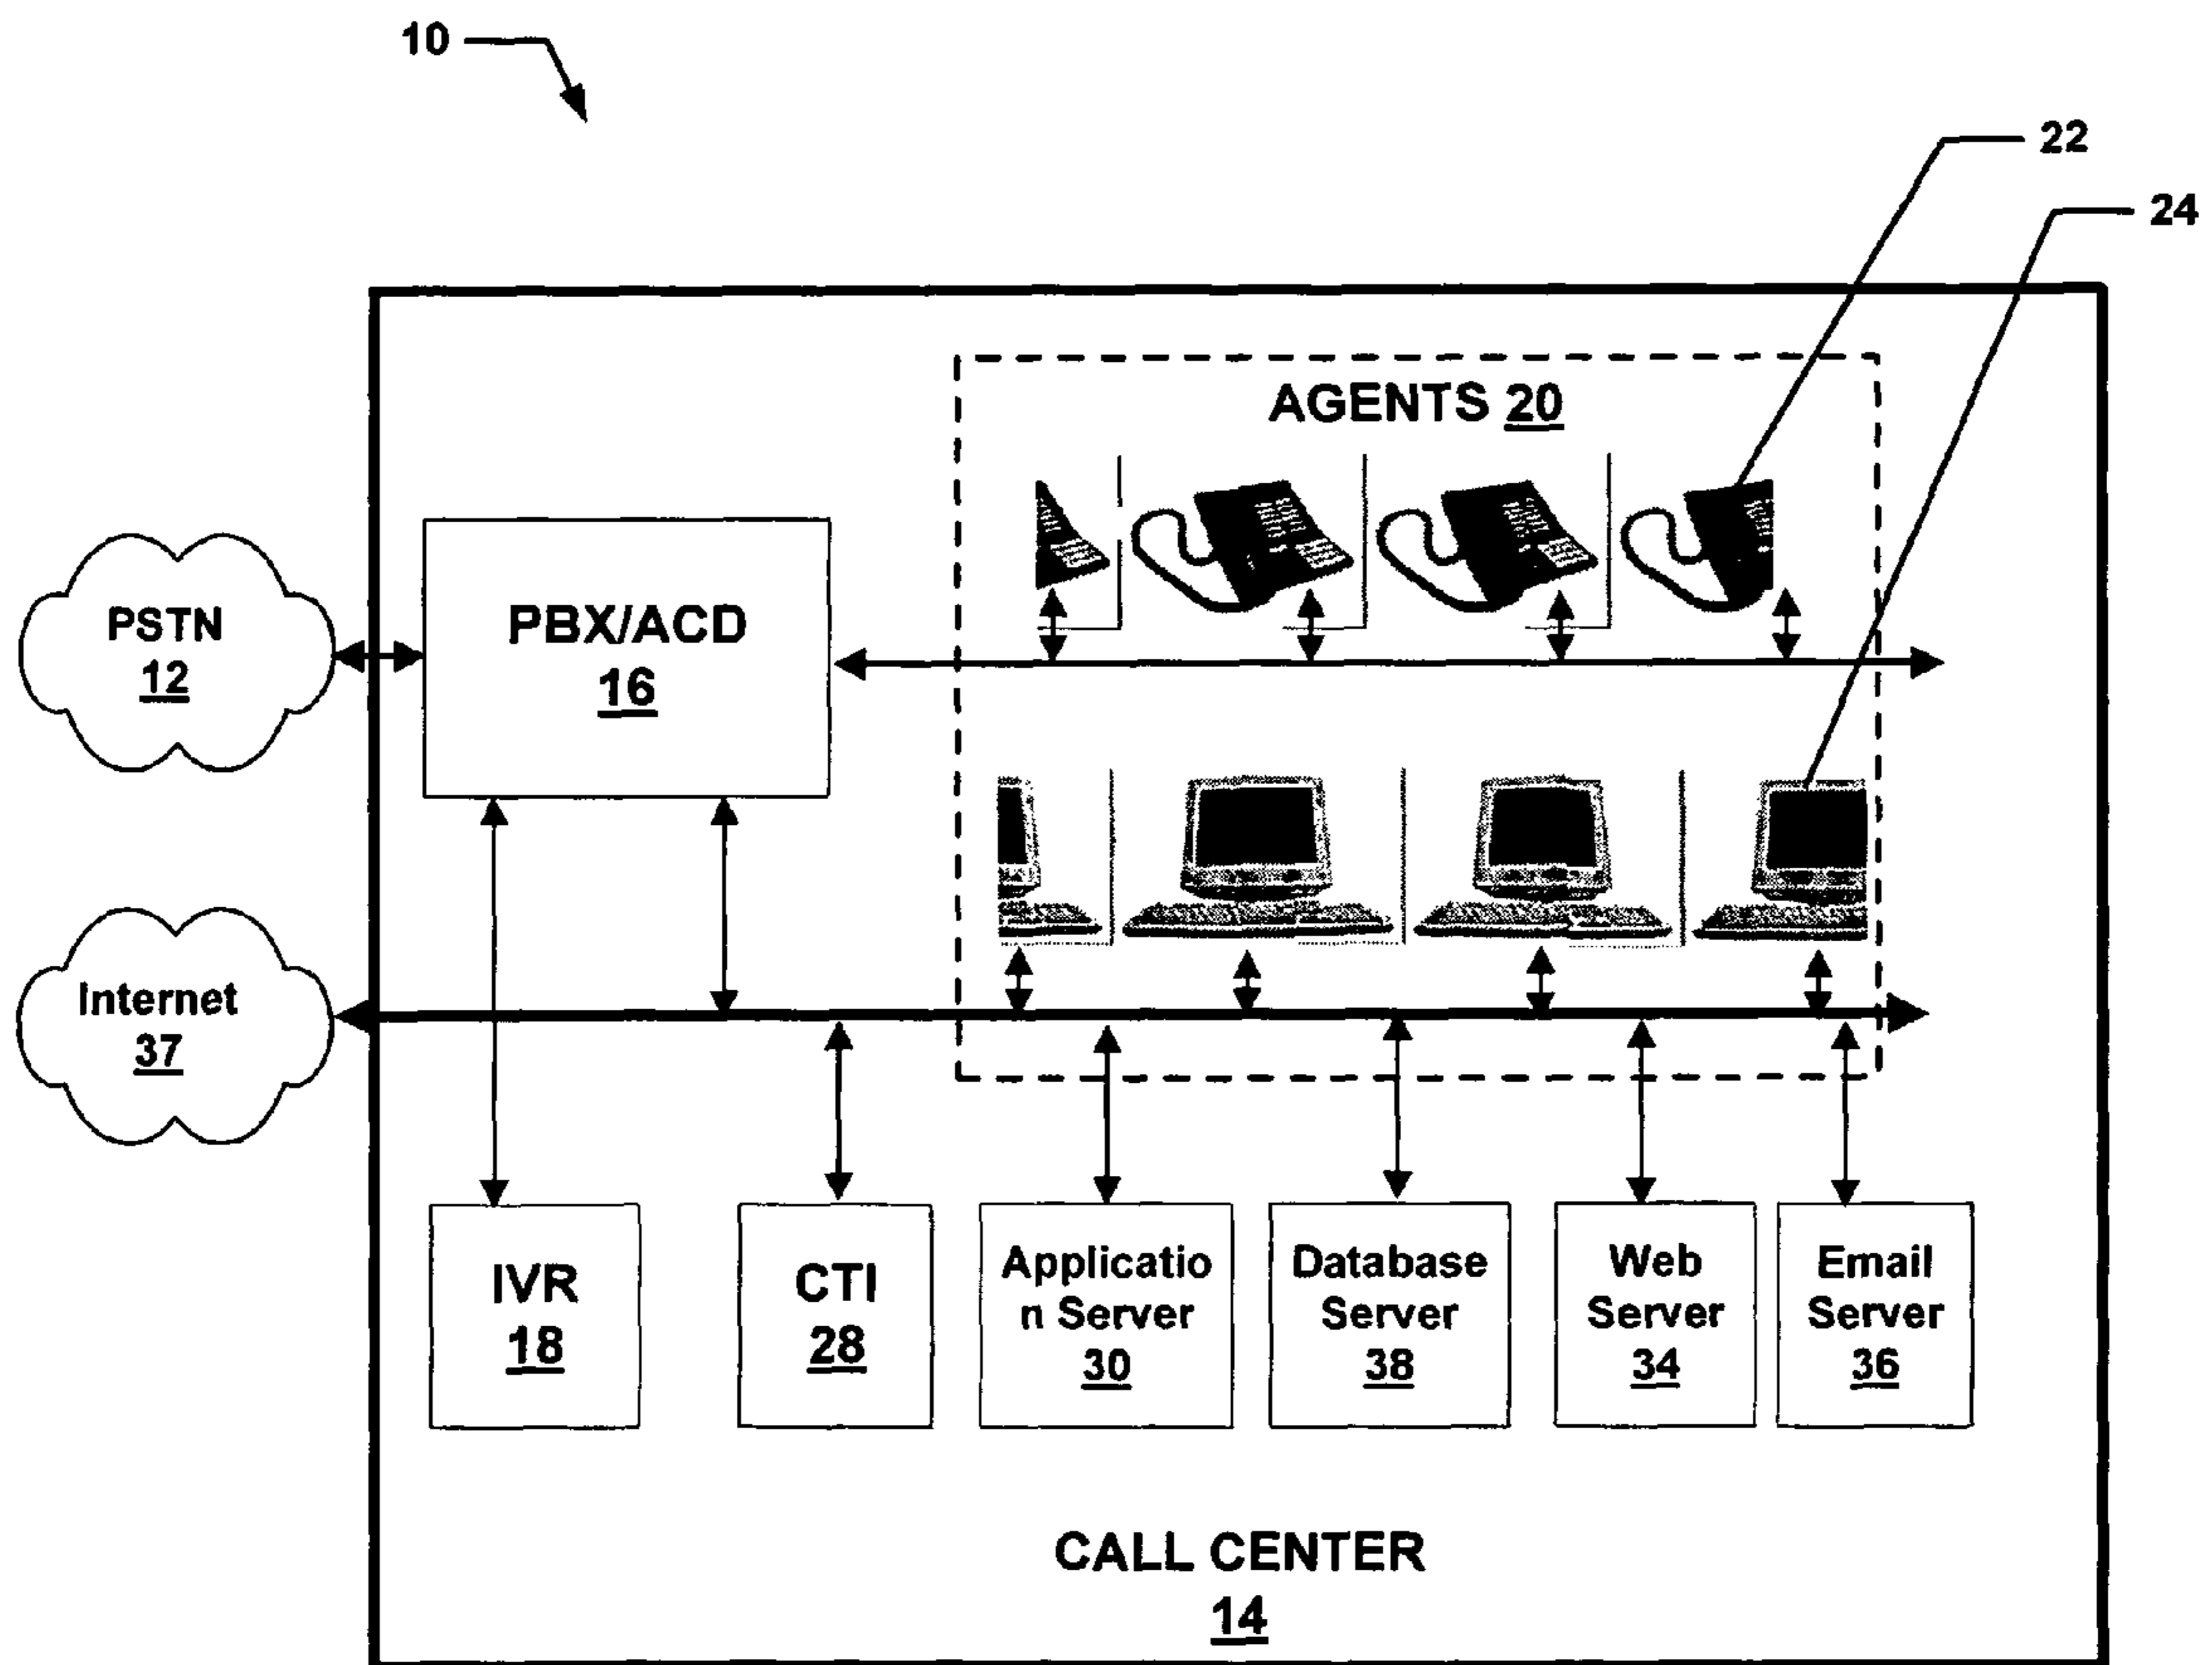 10
22
24
AGENTS 20
PSTN
12
PBX/ACD
16
Internet
37
IVR
18
CTI
28
Applicatio
n Server
30
Database
Server
38
Web
Server
34
Email
Server
36
CALL CENTER
14